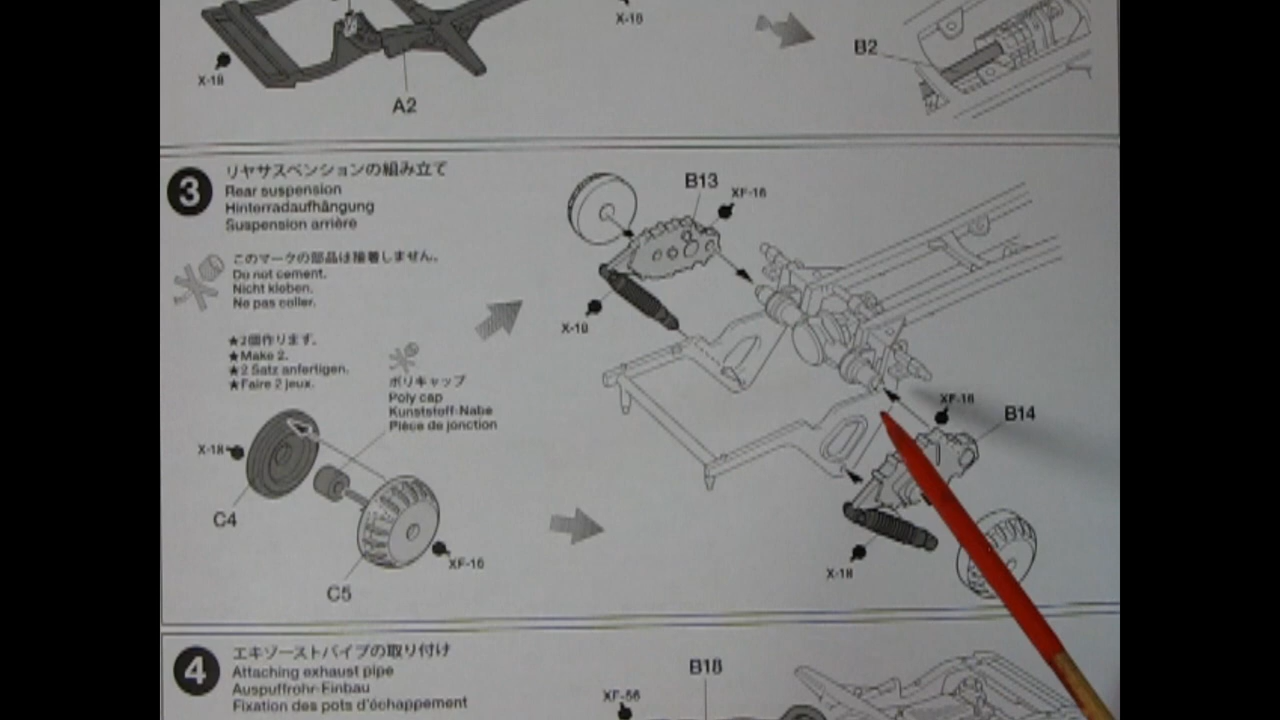 X-18
X-18
A2
B2
3
リヤサスペンションの組み立て
Rear suspension
Hinterradaufhängung
Suspension arrière
このマークの部品は接着しません。
Do not cement.
Nicht kleben.
Ne pas coller.
★2個作ります。
★Make 2.
★2 Satz anfertigen.
★Faire 2 jeux.
ポリキャップ
Poly cap
Kunststoff-Nabe
Pièce de jonction
X-18
C4
C5
XF-16
B13
XF-16
X-18
XF-16
B14
X-18
4
エキゾーストパイプの取り付け
Attaching exhaust pipe
Auspuffrohr-Einbau
Fixation des pots d'échappement
XF-56
B18